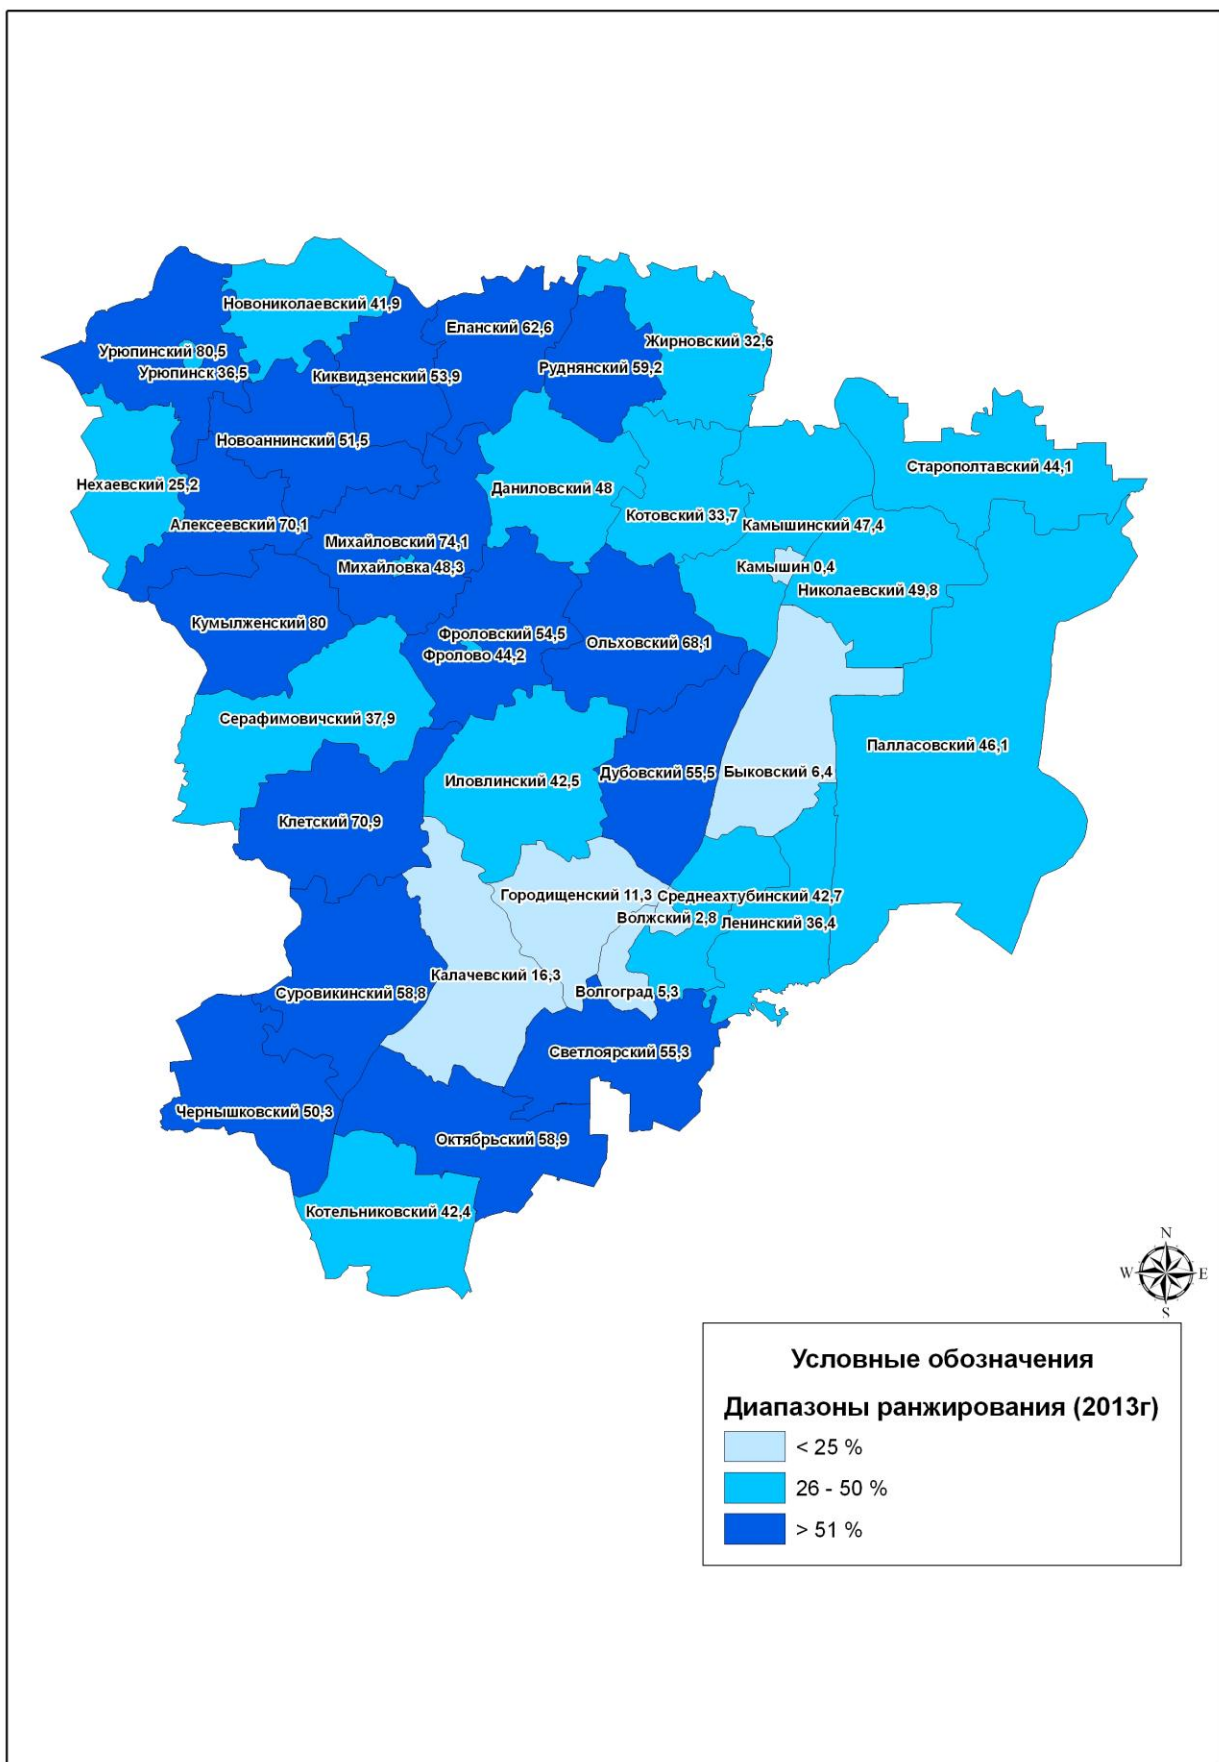 Новониколаевский 41,9
Еланский 62,6
Жирновский 32,6
Урюпинский 80,5
Урюпинск 36,5
Киквидзенский 53,9
Руднянский 59,2
Новоаннинский 51,5
Старополтавский 44,1
Нехаевский 25,2
Даниловский 48
Котовский 33,7
Алексеевский 70,1
Камышинский 47,4
Михайловский 74,1
Михайловка 48,3
Камышин 0,4
Николаевский 49,8
Кумылженский 80
Фроловский 54,5
Фролово 44,2
Ольховский 68,1
Серафимовичский 37,9
Палласовский 46,1
Иловлинский 42,5
Дубовский 55,5
Быковский 6,4
Клетский 70,9
Городищенский 11,3
Среднеахтубинский 42,7
Волжский 2,8
Ленинский 36,4
Калачевский 16,3
Суровикинский 58,8
Волгоград 5,3
Светлоярский 55,3
Чернышковский 50,3
Октябрьский 58,9
Котельниковский 42,4
N
W E
S
Условные обозначения
Диапазоны ранжирования (2013г)
< 25 %
26 - 50 %
> 51 %